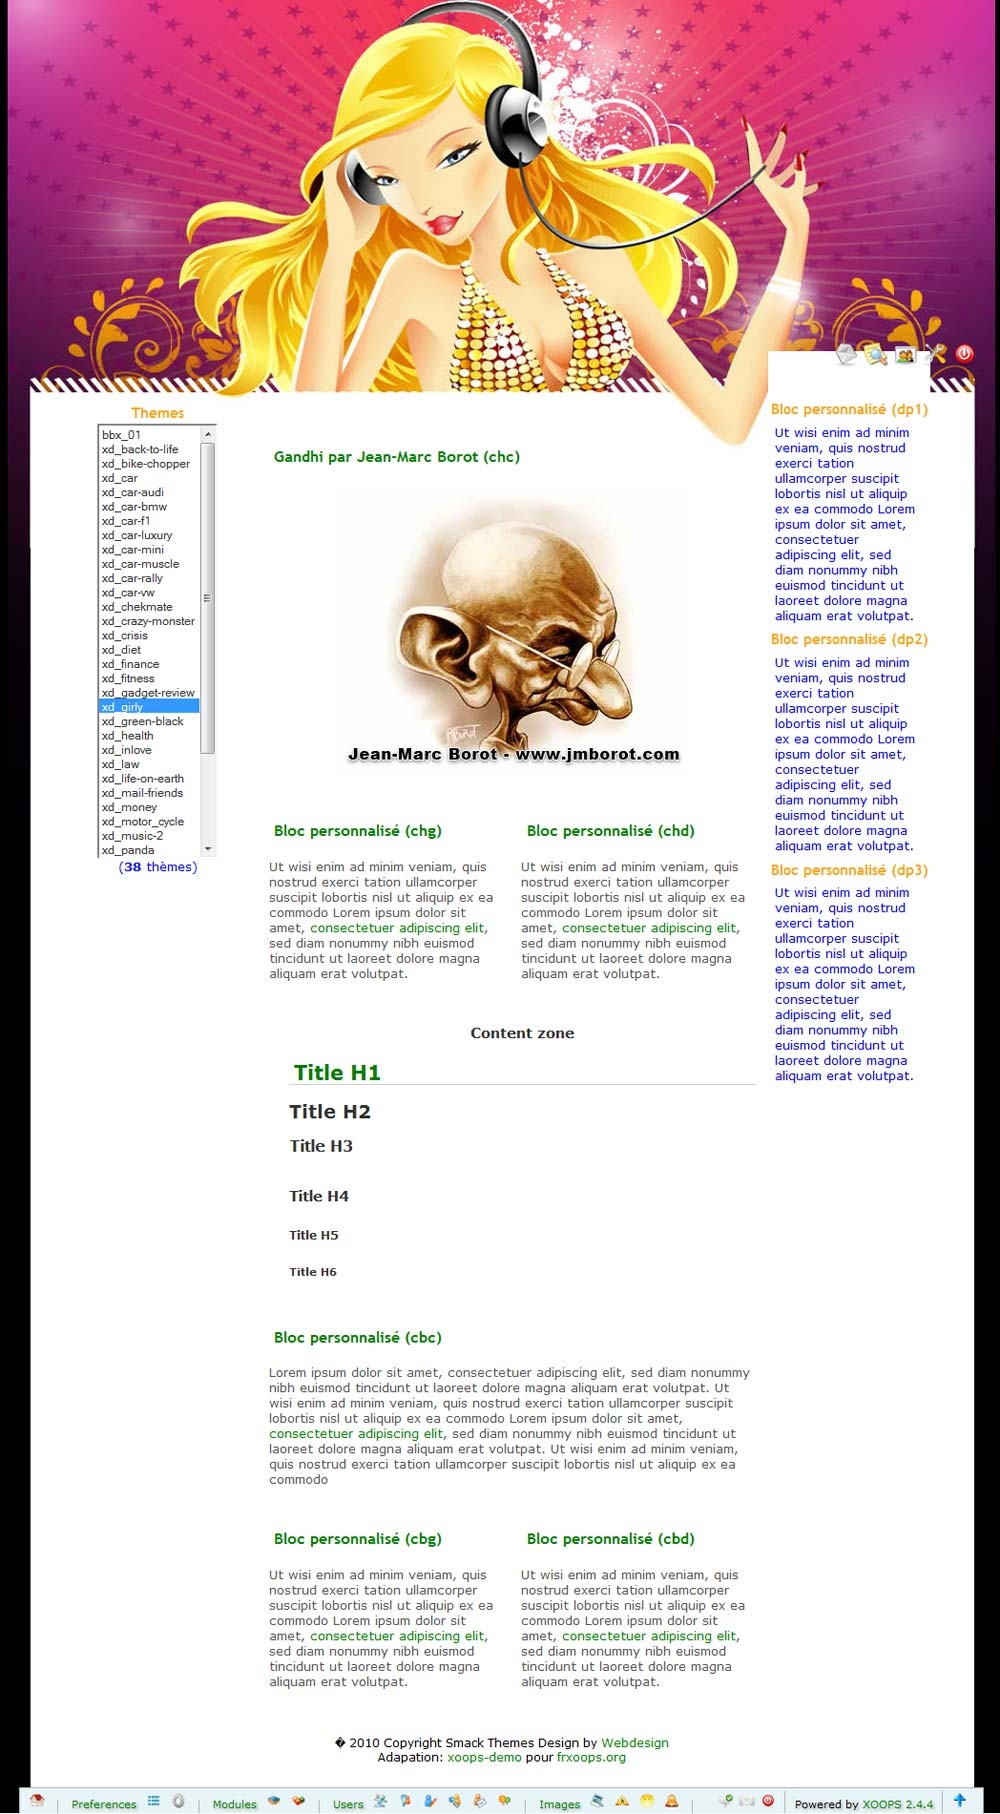 Themes
bbx_01
xd_back-to-life
xd_bike-chopper
xd_car
xd_car-audi
xd_car-bmw
xd_car-f1
xd_car-luxury
xd_car-mini
xd_car-muscle
xd_car-rally
xd_car-vw
xd_chekmate
xd_crazy-monster
xd_crisis
xd_diet
xd_finance
xd_fitness
xd_gadget-review
xd_girly
xd_green-black
xd_health
xd_inlove
xd_law
xd_life-on-earth
xd_mail-friends
xd_money
xd_motor_cycle
xd_music-2
xd_panda
(38 thèmes)
Gandhi par Jean-Marc Borot (chc)
Jean-Marc Borot - www.jmborot.com
Bloc personnalisé (chg)
Ut wisi enim ad minim veniam, quis
nostrud exerci tation ullamcorper
suscipit lobortis nisl ut aliquip ex ea
commodo Lorem ipsum dolor sit
amet, consectetuer adipiscing elit,
sed diam nonummy nibh euismod
tincidunt ut laoreet dolore magna
aliquam erat volutpat.
Bloc personnalisé (chd)
Ut wisi enim ad minim veniam, quis
nostrud exerci tation ullamcorper
suscipit lobortis nisl ut aliquip ex ea
commodo Lorem ipsum dolor sit
amet, consectetuer adipiscing elit,
sed diam nonummy nibh euismod
tincidunt ut laoreet dolore magna
aliquam erat volutpat.
Content zone
Title H1
Title H2
Title H3
Title H4
Title H5
Title H6
Bloc personnalisé (cbc)
Lorem ipsum dolor sit amet, consectetuer adipiscing elit, sed diam nonummy
nibh euismod tincidunt ut laoreet dolore magna aliquam erat volutpat. Ut
wisi enim ad minim veniam, quis nostrud exerci tation ullamcorper suscipit
lobortis nisl ut aliquip ex ea commodo Lorem ipsum dolor sit amet,
consectetuer adipiscing elit, sed diam nonummy nibh euismod tincidunt ut
laoreet dolore magna aliquam erat volutpat. Ut wisi enim ad minim veniam,
quis nostrud exerci tation ullamcorper suscipit lobortis nisl ut aliquip ex ea
commodo
Bloc personnalisé (cbg)
Ut wisi enim ad minim veniam, quis
nostrud exerci tation ullamcorper
suscipit lobortis nisl ut aliquip ex ea
commodo Lorem ipsum dolor sit
amet, consectetuer adipiscing elit,
sed diam nonummy nibh euismod
tincidunt ut laoreet dolore magna
aliquam erat volutpat.
Bloc personnalisé (cbd)
Ut wisi enim ad minim veniam, quis
nostrud exerci tation ullamcorper
suscipit lobortis nisl ut aliquip ex ea
commodo Lorem ipsum dolor sit
amet, consectetuer adipiscing elit,
sed diam nonummy nibh euismod
tincidunt ut laoreet dolore magna
aliquam erat volutpat.
Bloc personnalisé (dp1)
Ut wisi enim ad minim
veniam, quis nostrud
exerci tation
ullamcorper suscipit
lobortis nisl ut aliquip
ex ea commodo Lorem
ipsum dolor sit amet,
consectetuer
adipiscing elit, sed
diam nonummy nibh
euismod tincidunt ut
laoreet dolore magna
aliquam erat volutpat.
Bloc personnalisé (dp2)
Ut wisi enim ad minim
veniam, quis nostrud
exerci tation
ullamcorper suscipit
lobortis nisl ut aliquip
ex ea commodo Lorem
ipsum dolor sit amet,
consectetuer
adipiscing elit, sed
diam nonummy nibh
euismod tincidunt ut
laoreet dolore magna
aliquam erat volutpat.
Bloc personnalisé (dp3)
Ut wisi enim ad minim
veniam, quis nostrud
exerci tation
ullamcorper suscipit
lobortis nisl ut aliquip
ex ea commodo Lorem
ipsum dolor sit amet,
consectetuer
adipiscing elit, sed
diam nonummy nibh
euismod tincidunt ut
laoreet dolore magna
aliquam erat volutpat.
� 2010 Copyright Smack Themes Design by Webdesign
Adapation: xoops-demo pour frxoops.org
Preferences Modules Users Images Powered by XOOPS 2.4.4